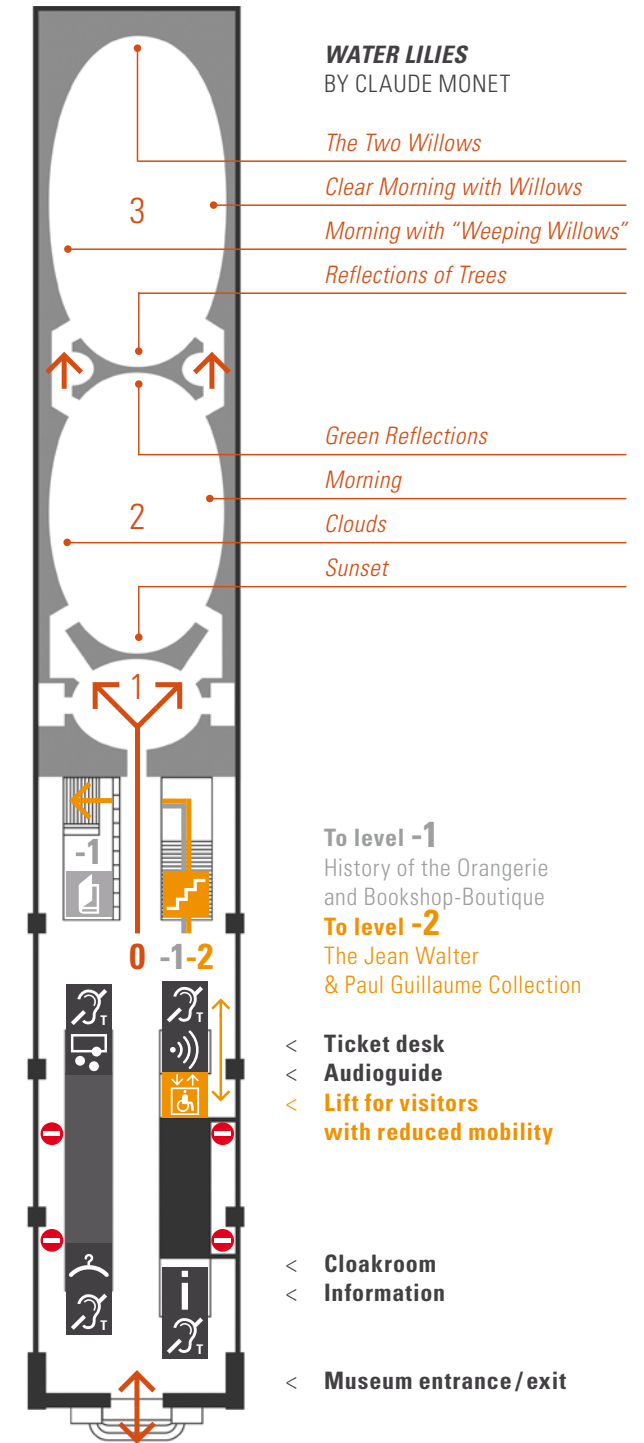 WATER LILIES
BY CLAUDE MONET
The Two Willows
Clear Morning with Willows
3
Morning with “Weeping Willows”
Reflections of Trees
Green Reflections
Morning
2
Clouds
Sunset
1
-1
To level -1
History of the Orangerie
and Bookshop-Boutique
To level -2
The Jean Walter
& Paul Guillaume Collection
0 -1-2
T
T
< Ticket desk
< Audioguide
< Lift for visitors
with reduced mobility
< Cloakroom
i
< Information
T
T
< Museum entrance/exit